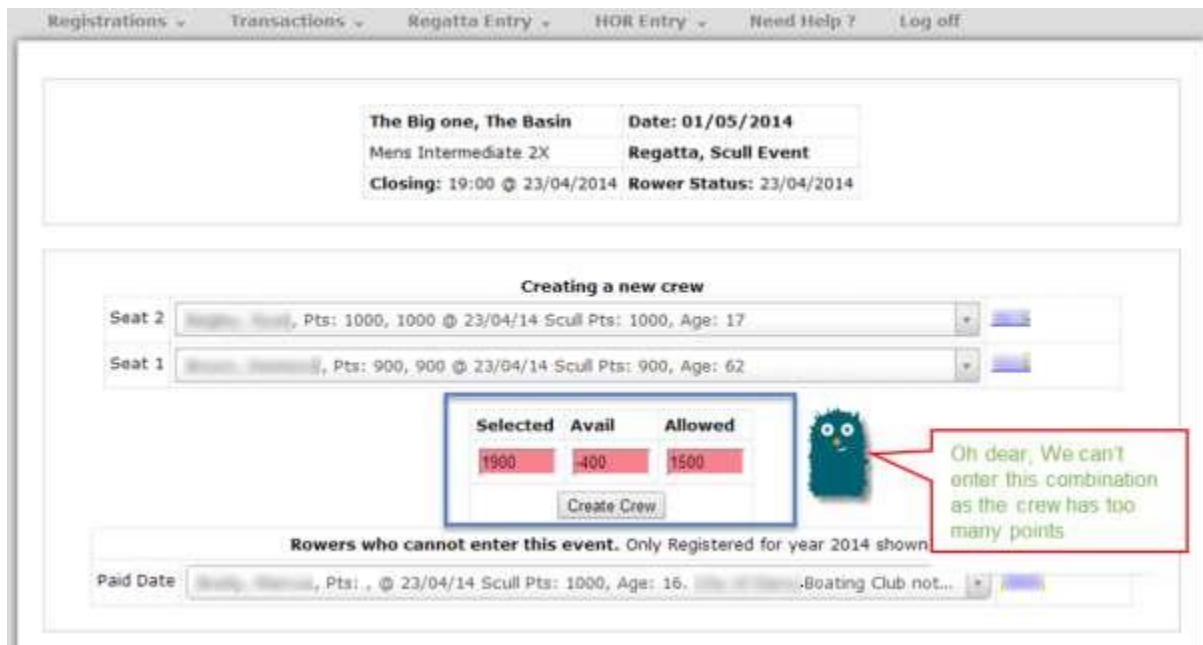 Registrations Transactions Regatta Entry HOR Entry Need Help ? Log off
The Big one, The Basin Date: 01/05/2014
Mens Intermediate 2X Regatta, Scull Event
Closing: 19:00 @ 23/04/2014 Rower Status: 23/04/2014
Creating a new crew
Seat 2 , Pts: 1000, 1000 @ 23/04/14 Scull Pts: 1000, Age: 17
Seat 1 , Pts: 900, 900 @ 23/04/14 Scull Pts: 900, Age: 62
Selected Avail Allowed
1900 -400 1500
Create Crew
Oh dear, We can't
enter this combination
as the crew has too
many points
Rowers who cannot enter this event. Only Registered for year 2014 shown
Paid Date , Pts: , @ 23/04/14 Scull Pts: 1000, Age: 16. .Boating Club not...